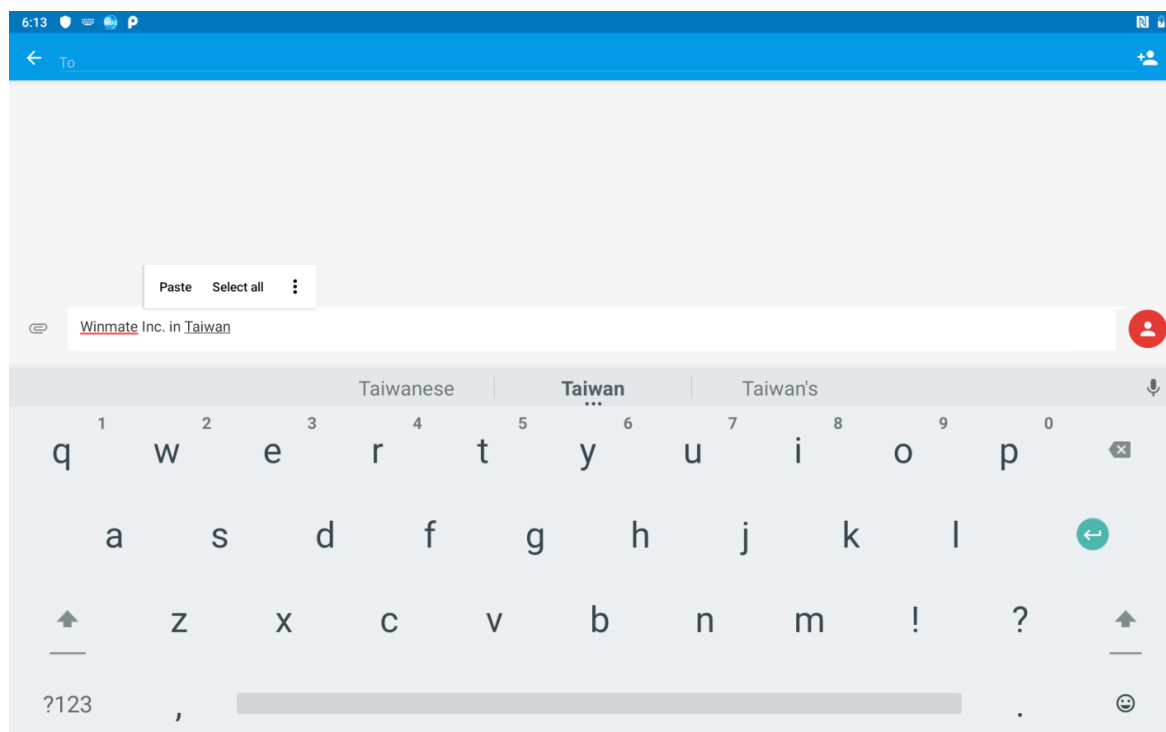 6:13
To
Paste Select all
Winmate Inc. in Taiwan
Taiwanese Taiwan Taiwan's
1 2 3 4 5 6 7 8 9 0
q w e r t y u i o p
a s d f g h j k l
z x c v b n m ! ?
?123 , .